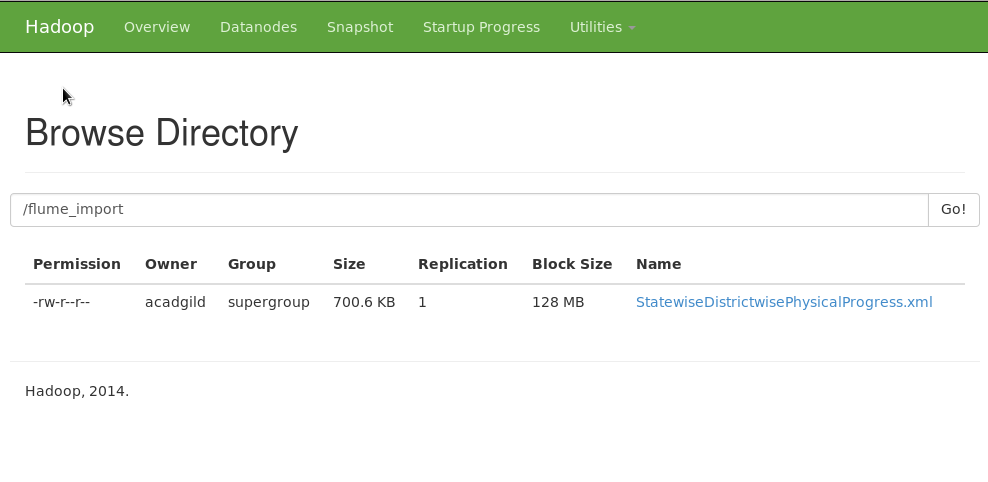 Hadoop Overview Datanodes Snapshot Startup Progress Utilities
Browse Directory
/flume_import Go!
Permission Owner Group Size Replication Block Size Name
-rw-r--r-- acadgild supergroup 700.6 KB 1 128 MB StatewiseDistrictwisePhysicalProgress.xml
Hadoop, 2014.